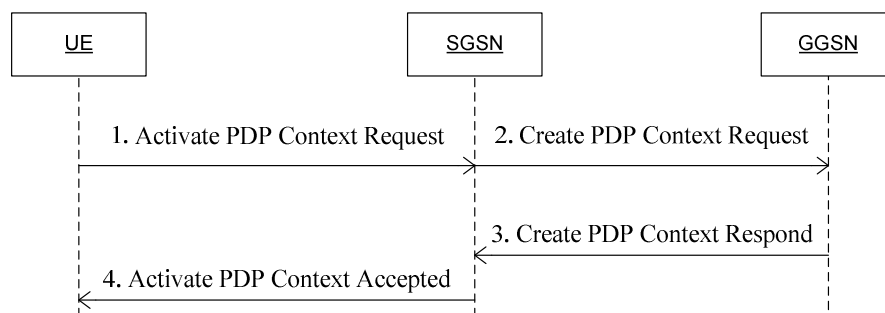 UE
SGSN
GGSN
1. Activate PDP Context Request
2. Create PDP Context Request
3. Create PDP Context Respond
4. Activate PDP Context Accepted